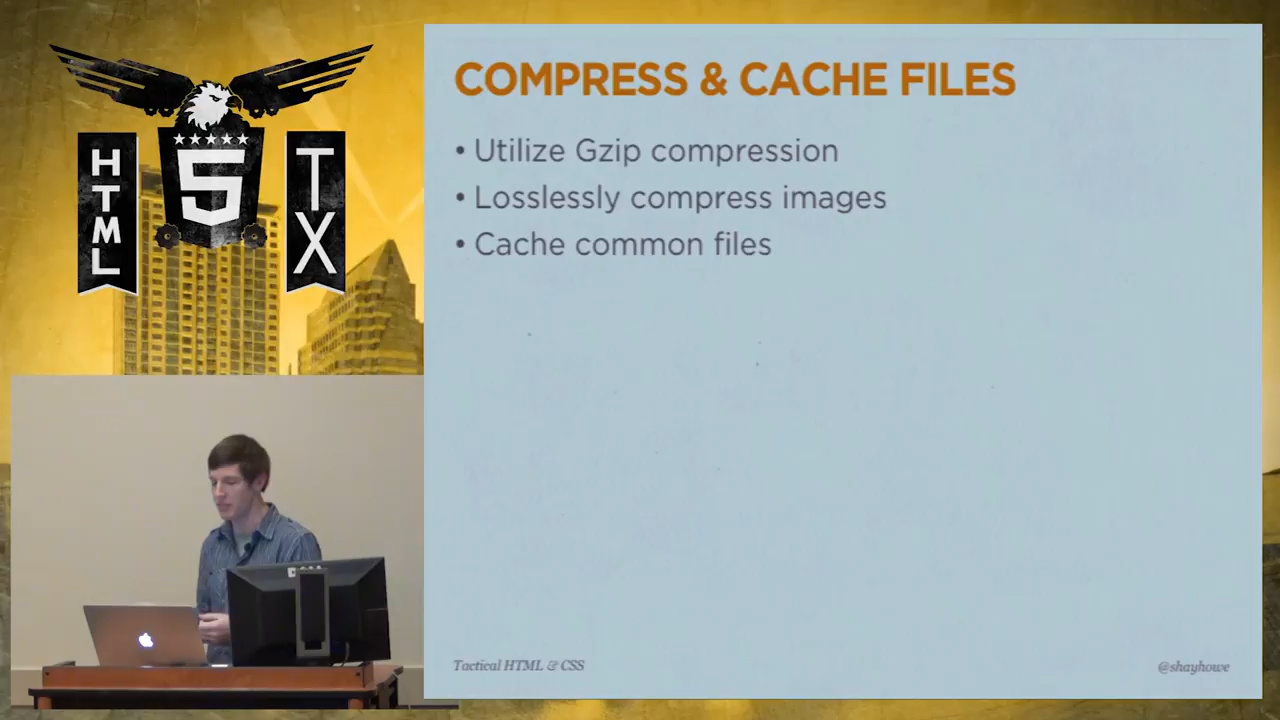 HTML
5
TX
COMPRESS & CACHE FILES
• Utilize Gzip compression
• Losslessly compress images
• Cache common files
Tactical HTML & CSS
@shayhowe